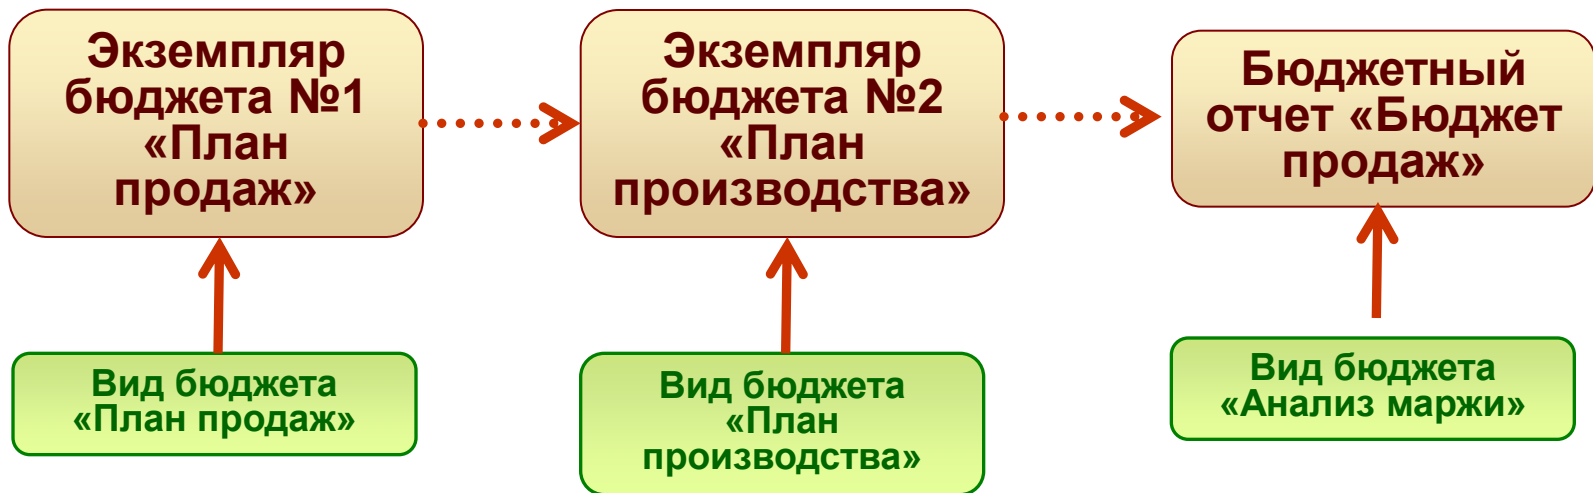 Экземпляр
бюджета №1
«План
продаж»
Экземпляр
бюджета №2
«План
производства»
Бюджетный
отчет «Бюджет
продаж»
Вид бюджета
«План продаж»
Вид бюджета
«План
производства»
Вид бюджета
«Анализ маржи»